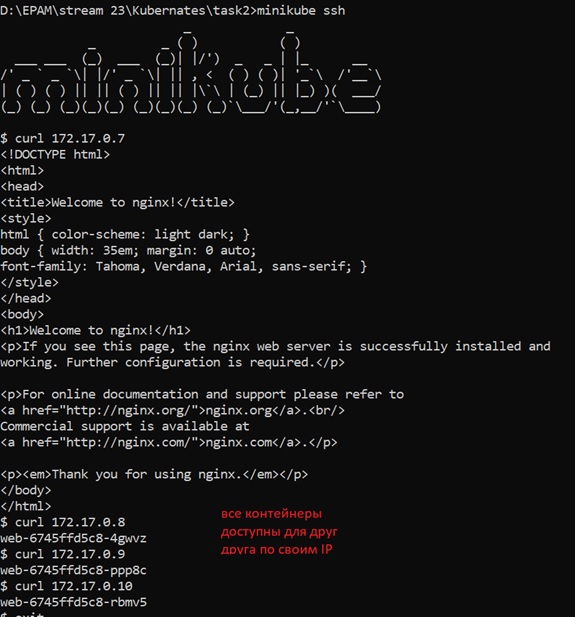 D:\EPAM\stream 23\Kubernates\task2>minikube ssh
minikube
$ curl 172.17.0.7
<!DOCTYPE html>
<html>
<head>
<title>Welcome to nginx!</title>
<style>
html { color-scheme: light dark; }
body { width: 35em; margin: 0 auto;
font-family: Tahoma, Verdana, Arial, sans-serif; }
</style>
</head>
<body>
<h1>Welcome to nginx!</h1>
<p>If you see this page, the nginx web server is successfully installed and
working. Further configuration is required.</p>
<p>For online documentation and support please refer to
<a href="http://nginx.org/">nginx.org</a>.<br/>
Commercial support is available at
<a href="http://nginx.com/">nginx.com</a>.</p>
<p><em>Thank you for using nginx.</em></p>
</body>
</html>
$ curl 172.17.0.8
web-6745ffd5c8-4gwvz
$ curl 172.17.0.9
web-6745ffd5c8-ppp8c
$ curl 172.17.0.10
web-6745ffd5c8-rbmv5
$ exit
все контейнеры
доступны для друг
друга по своим IP